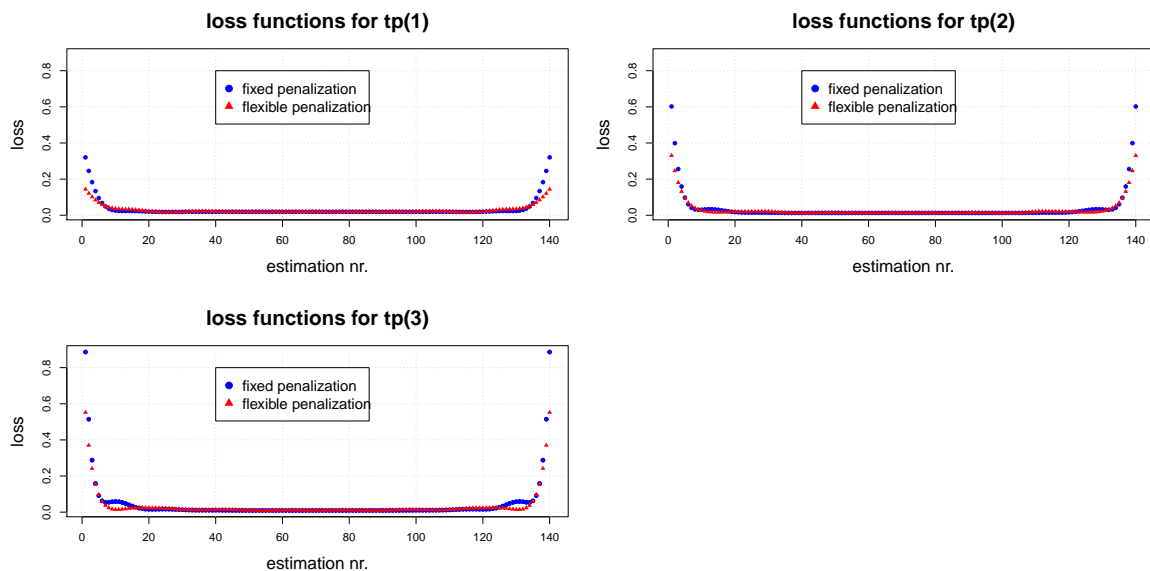 loss functions for tp(1)
0.8
0.6
0.4
0.2
0.0
loss
fixed penalization
flexible penalization
0 20 40 60 80 100 120 140
estimation nr.
loss functions for tp(2)
0.8
0.6
0.4
0.2
0.0
loss
fixed penalization
flexible penalization
0 20 40 60 80 100 120 140
estimation nr.
loss functions for tp(3)
0.8
0.6
0.4
0.2
0.0
loss
fixed penalization
flexible penalization
0 20 40 60 80 100 120 140
estimation nr.